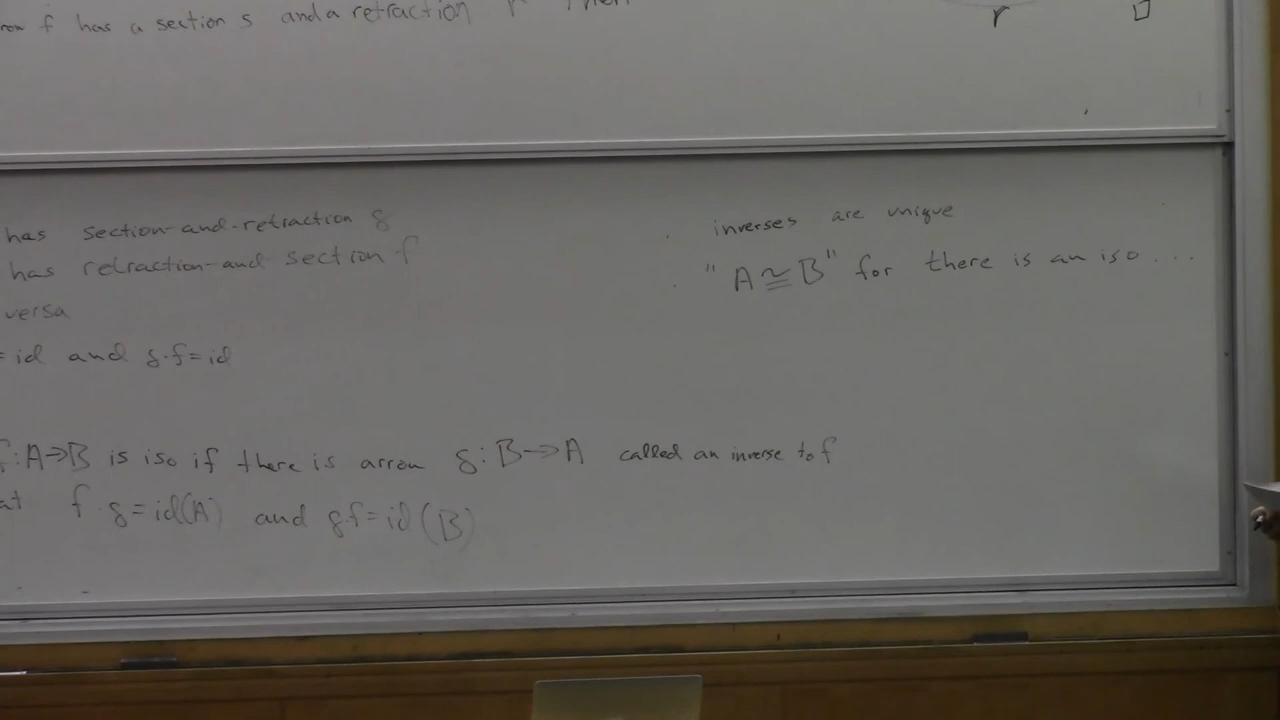 f has a section s and a retraction r
r
has section-and-retraction g
has retraction-and section f
versa
= id and g·f=id
f:A→B is iso if there is arrow g:B→A called an inverse to f
at f·g=id(A) and g·f=id(B)
inverses are unique
"A≅B" for there is an iso...